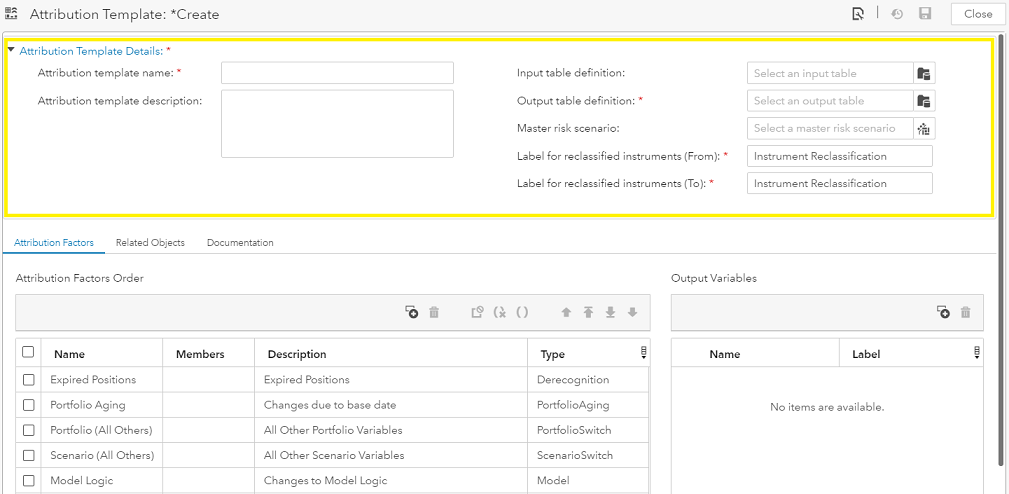 Attribution Template: *Create
Close
Attribution Template Details: *
Attribution template name: *
Attribution template description:
Input table definition:
Select an input table
Output table definition: *
Select an output table
Master risk scenario:
Select a master risk scenario
Label for reclassified instruments (From): *
Instrument Reclassification
Label for reclassified instruments (To): *
Instrument Reclassification
Attribution Factors Related Objects Documentation
Attribution Factors Order
Name Members Description Type
Expired Positions Expired Positions Derecognition
Portfolio Aging Changes due to base date PortfolioAging
Portfolio (All Others) All Other Portfolio Variables PortfolioSwitch
Scenario (All Others) All Other Scenario Variables ScenarioSwitch
Model Logic Changes to Model Logic Model
Output Variables
Name Label
No items are available.